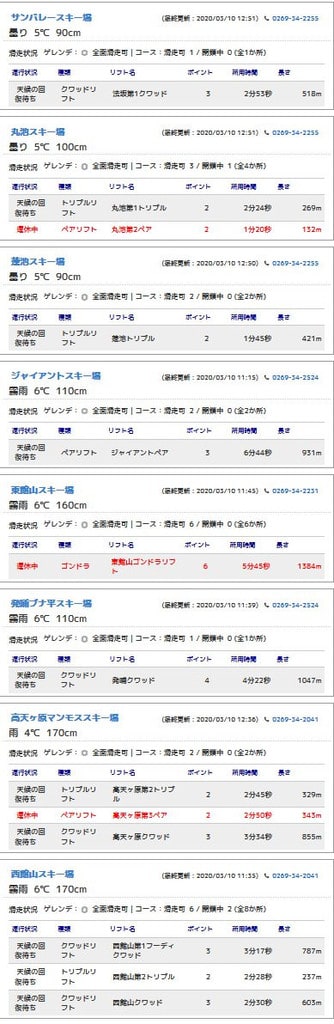 サンバレースキー場 (最終更新 : 2020/03/10 12:51) 0269-34-2255
曇り 5℃ 90cm
滑走状況 ゲレンデ : ◎ 全面滑走可 | コース : 滑走可 1 / 閉鎖中 0 (全1か所)
運行状況 種類 リフト名 ポイント 所用時間 長さ
天候の回復待ち クワッドリフト 法坂第1クワッド 3 2分53秒 518m
丸池スキー場 (最終更新 : 2020/03/10 12:51) 0269-34-2255
曇り 5℃ 100cm
滑走状況 ゲレンデ : ◎ 全面滑走可 | コース : 滑走可 3 / 閉鎖中 1 (全4か所)
運行状況 種類 リフト名 ポイント 所用時間 長さ
天候の回復待ち トリプルリフト 丸池第1トリプル 2 2分24秒 269m
運休中 ペアリフト 丸池第2ペア 2 1分20秒 132m
蓮池スキー場 (最終更新 : 2020/03/10 12:50) 0269-34-2255
曇り 5℃ 90cm
滑走状況 ゲレンデ : ◎ 全面滑走可 | コース : 滑走可 2 / 閉鎖中 0 (全2か所)
運行状況 種類 リフト名 ポイント 所用時間 長さ
天候の回復待ち トリプルリフト 蓮池トリプル 2 1分45秒 421m
ジャイアントスキー場 (最終更新 : 2020/03/10 11:15) 0269-34-2524
霧雨 6℃ 110cm
滑走状況 ゲレンデ : ◎ 全面滑走可 | コース : 滑走可 2 / 閉鎖中 0 (全2か所)
運行状況 種類 リフト名 ポイント 所用時間 長さ
天候の回復待ち ペアリフト ジャイアントペア 3 6分44秒 931m
東館山スキー場 (最終更新 : 2020/03/10 11:45) 0269-34-2231
霧雨 6℃ 160cm
滑走状況 ゲレンデ : ◎ 全面滑走可 | コース : 滑走可 6 / 閉鎖中 0 (全6か所)
運行状況 種類 リフト名 ポイント 所用時間 長さ
運休中 ゴンドラ 東館山ゴンドラリフト 6 5分45秒 1384m
発哺ブナ平スキー場 (最終更新 : 2020/03/10 11:39) 0269-34-2524
霧雨 6℃ 110cm
滑走状況 ゲレンデ : ◎ 全面滑走可 | コース : 滑走可 1 / 閉鎖中 0 (全1か所)
運行状況 種類 リフト名 ポイント 所用時間 長さ
天候の回復待ち クワッドリフト 発哺クワッド 4 4分22秒 1047m
高天ヶ原マンモススキー場 (最終更新 : 2020/03/10 12:36) 0269-34-2041
雨 4℃ 170cm
滑走状況 ゲレンデ : ◎ 全面滑走可 | コース : 滑走可 2 / 閉鎖中 0 (全2か所)
運行状況 種類 リフト名 ポイント 所用時間 長さ
天候の回復待ち トリプルリフト 高天ヶ原第2トリプル 2 2分45秒 329m
運休中 ペアリフト 高天ヶ原第3ペア 2 2分50秒 343m
天候の回復待ち クワッドリフト 高天ヶ原クワッド 3 3分34秒 855m
西館山スキー場 (最終更新 : 2020/03/10 11:35) 0269-34-2041
霧雨 6℃ 170cm
滑走状況 ゲレンデ : ◎ 全面滑走可 | コース : 滑走可 6 / 閉鎖中 2 (全8か所)
運行状況 種類 リフト名 ポイント 所用時間 長さ
天候の回復待ち クワッドリフト 西館山第1フーディクワッド 3 3分17秒 787m
天候の回復待ち トリプルリフト 西館山第2トリプル 2 2分28秒 237m
天候の回復待ち クワッドリフト 西館山クワッド 3 2分30秒 603m